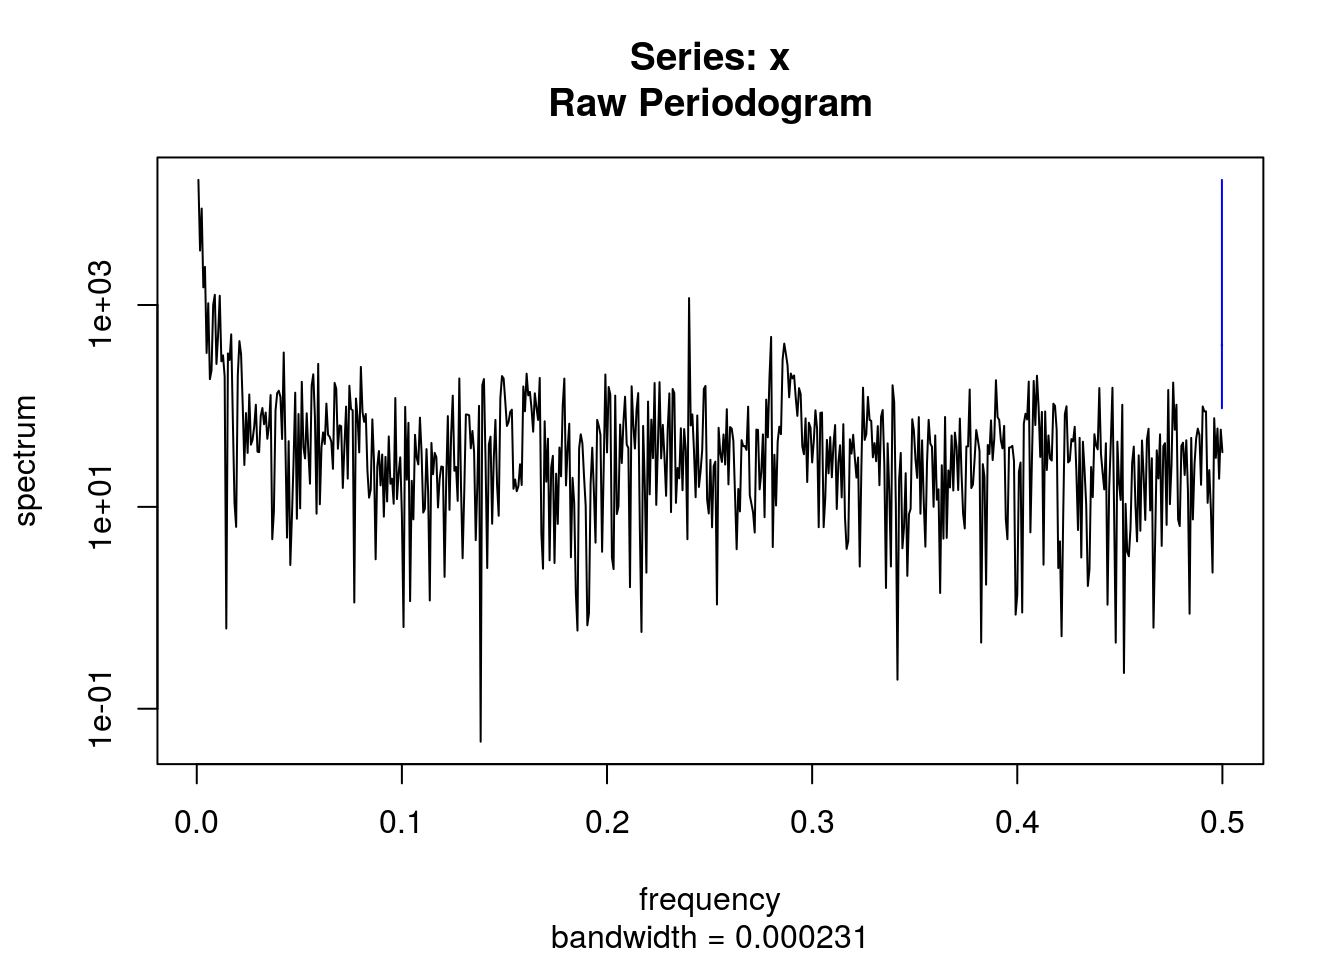 Series: x
Raw Periodogram
spectrum
1e+03
1e+01
1e-01
0.0 0.1 0.2 0.3 0.4 0.5
frequency
bandwidth = 0.000231